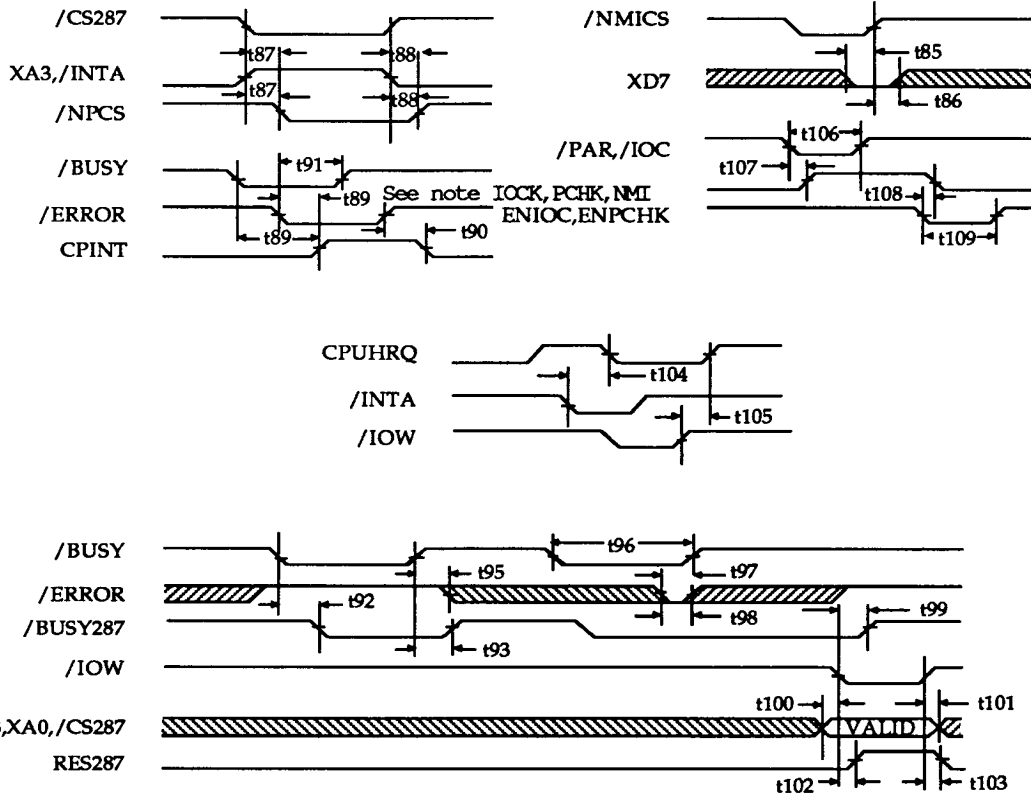 /CS287
t87
t88
XA3,/INTA
t87
t88
/NPCS
/BUSY
t91
t89
See note
/ERROR
t89
t90
CPINT
/NMICS
t85
XD7
t86
/PAR,/IOC
t106
t107
IOCK, PCHK, NMI
t108
ENIOC,ENPCHK
t109
CPUHRQ
t104
/INTA
t105
/IOW
/BUSY
t96
t95
t97
/ERROR
t92
t98
t99
/BUSY287
t93
/IOW
t100
t101
,XA0,/CS287
VALID
RES287
t102
t103